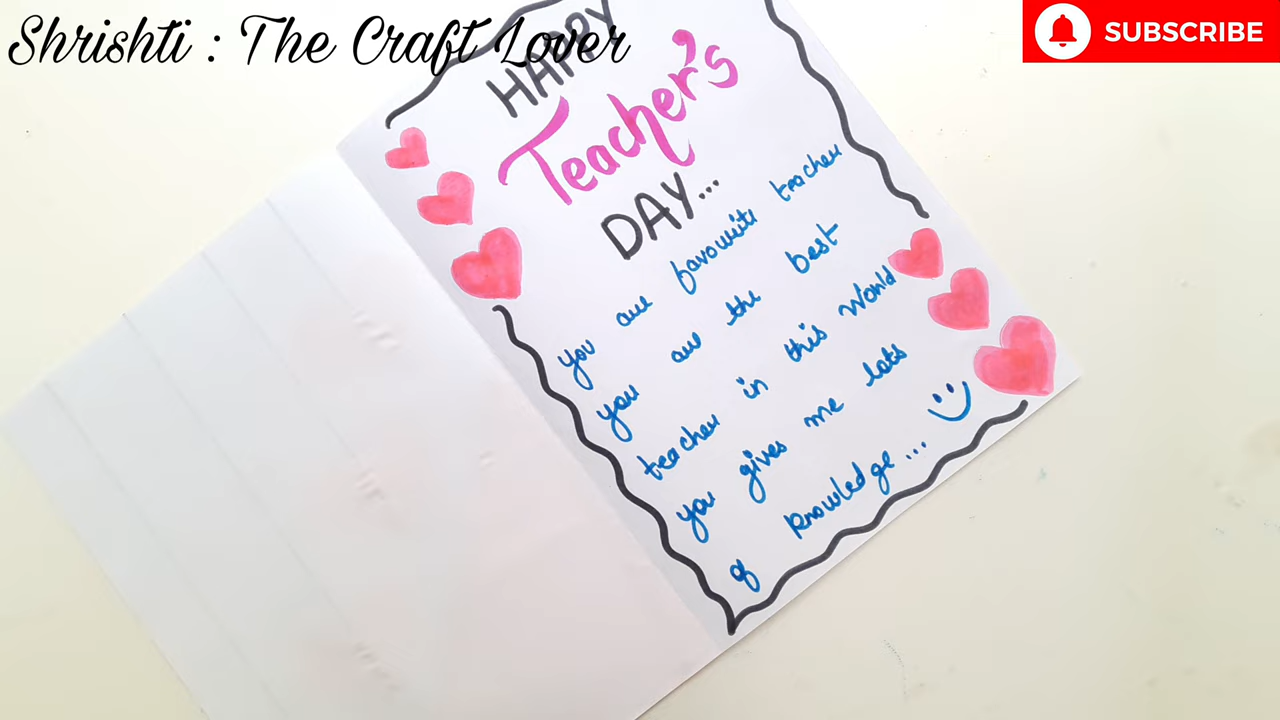 Shrishti : The Craft Lover
SUBSCRIBE
HAPPY
Teacher's
DAY...
You are favourite teacher
you are the best
teacher in this World
you gives me lots
of knowledge...